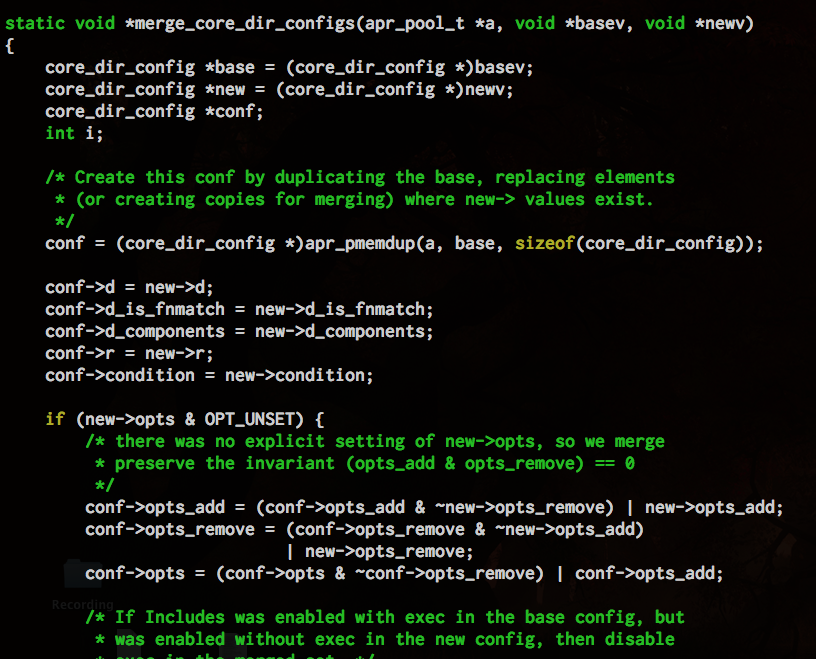 static void *merge_core_dir_configs(apr_pool_t *a, void *basev, void *newv)
{
    core_dir_config *base = (core_dir_config *)basev;
    core_dir_config *new = (core_dir_config *)newv;
    core_dir_config *conf;
    int i;

    /* Create this conf by duplicating the base, replacing elements
     * (or creating copies for merging) where new-> values exist.
     */
    conf = (core_dir_config *)apr_pmemdup(a, base, sizeof(core_dir_config));

    conf->d = new->d;
    conf->d_is_fnmatch = new->d_is_fnmatch;
    conf->d_components = new->d_components;
    conf->r = new->r;
    conf->condition = new->condition;

    if (new->opts & OPT_UNSET) {
        /* there was no explicit setting of new->opts, so we merge
         * preserve the invariant (opts_add & opts_remove) == 0
         */
        conf->opts_add = (conf->opts_add & ~new->opts_remove) | new->opts_add;
        conf->opts_remove = (conf->opts_remove & ~new->opts_add)
                            | new->opts_remove;
        conf->opts = (conf->opts & ~conf->opts_remove) | conf->opts_add;
Recording
        /* If Includes was enabled with exec in the base config, but
         * was enabled without exec in the new config, then disable
         * exec in the merged set. */